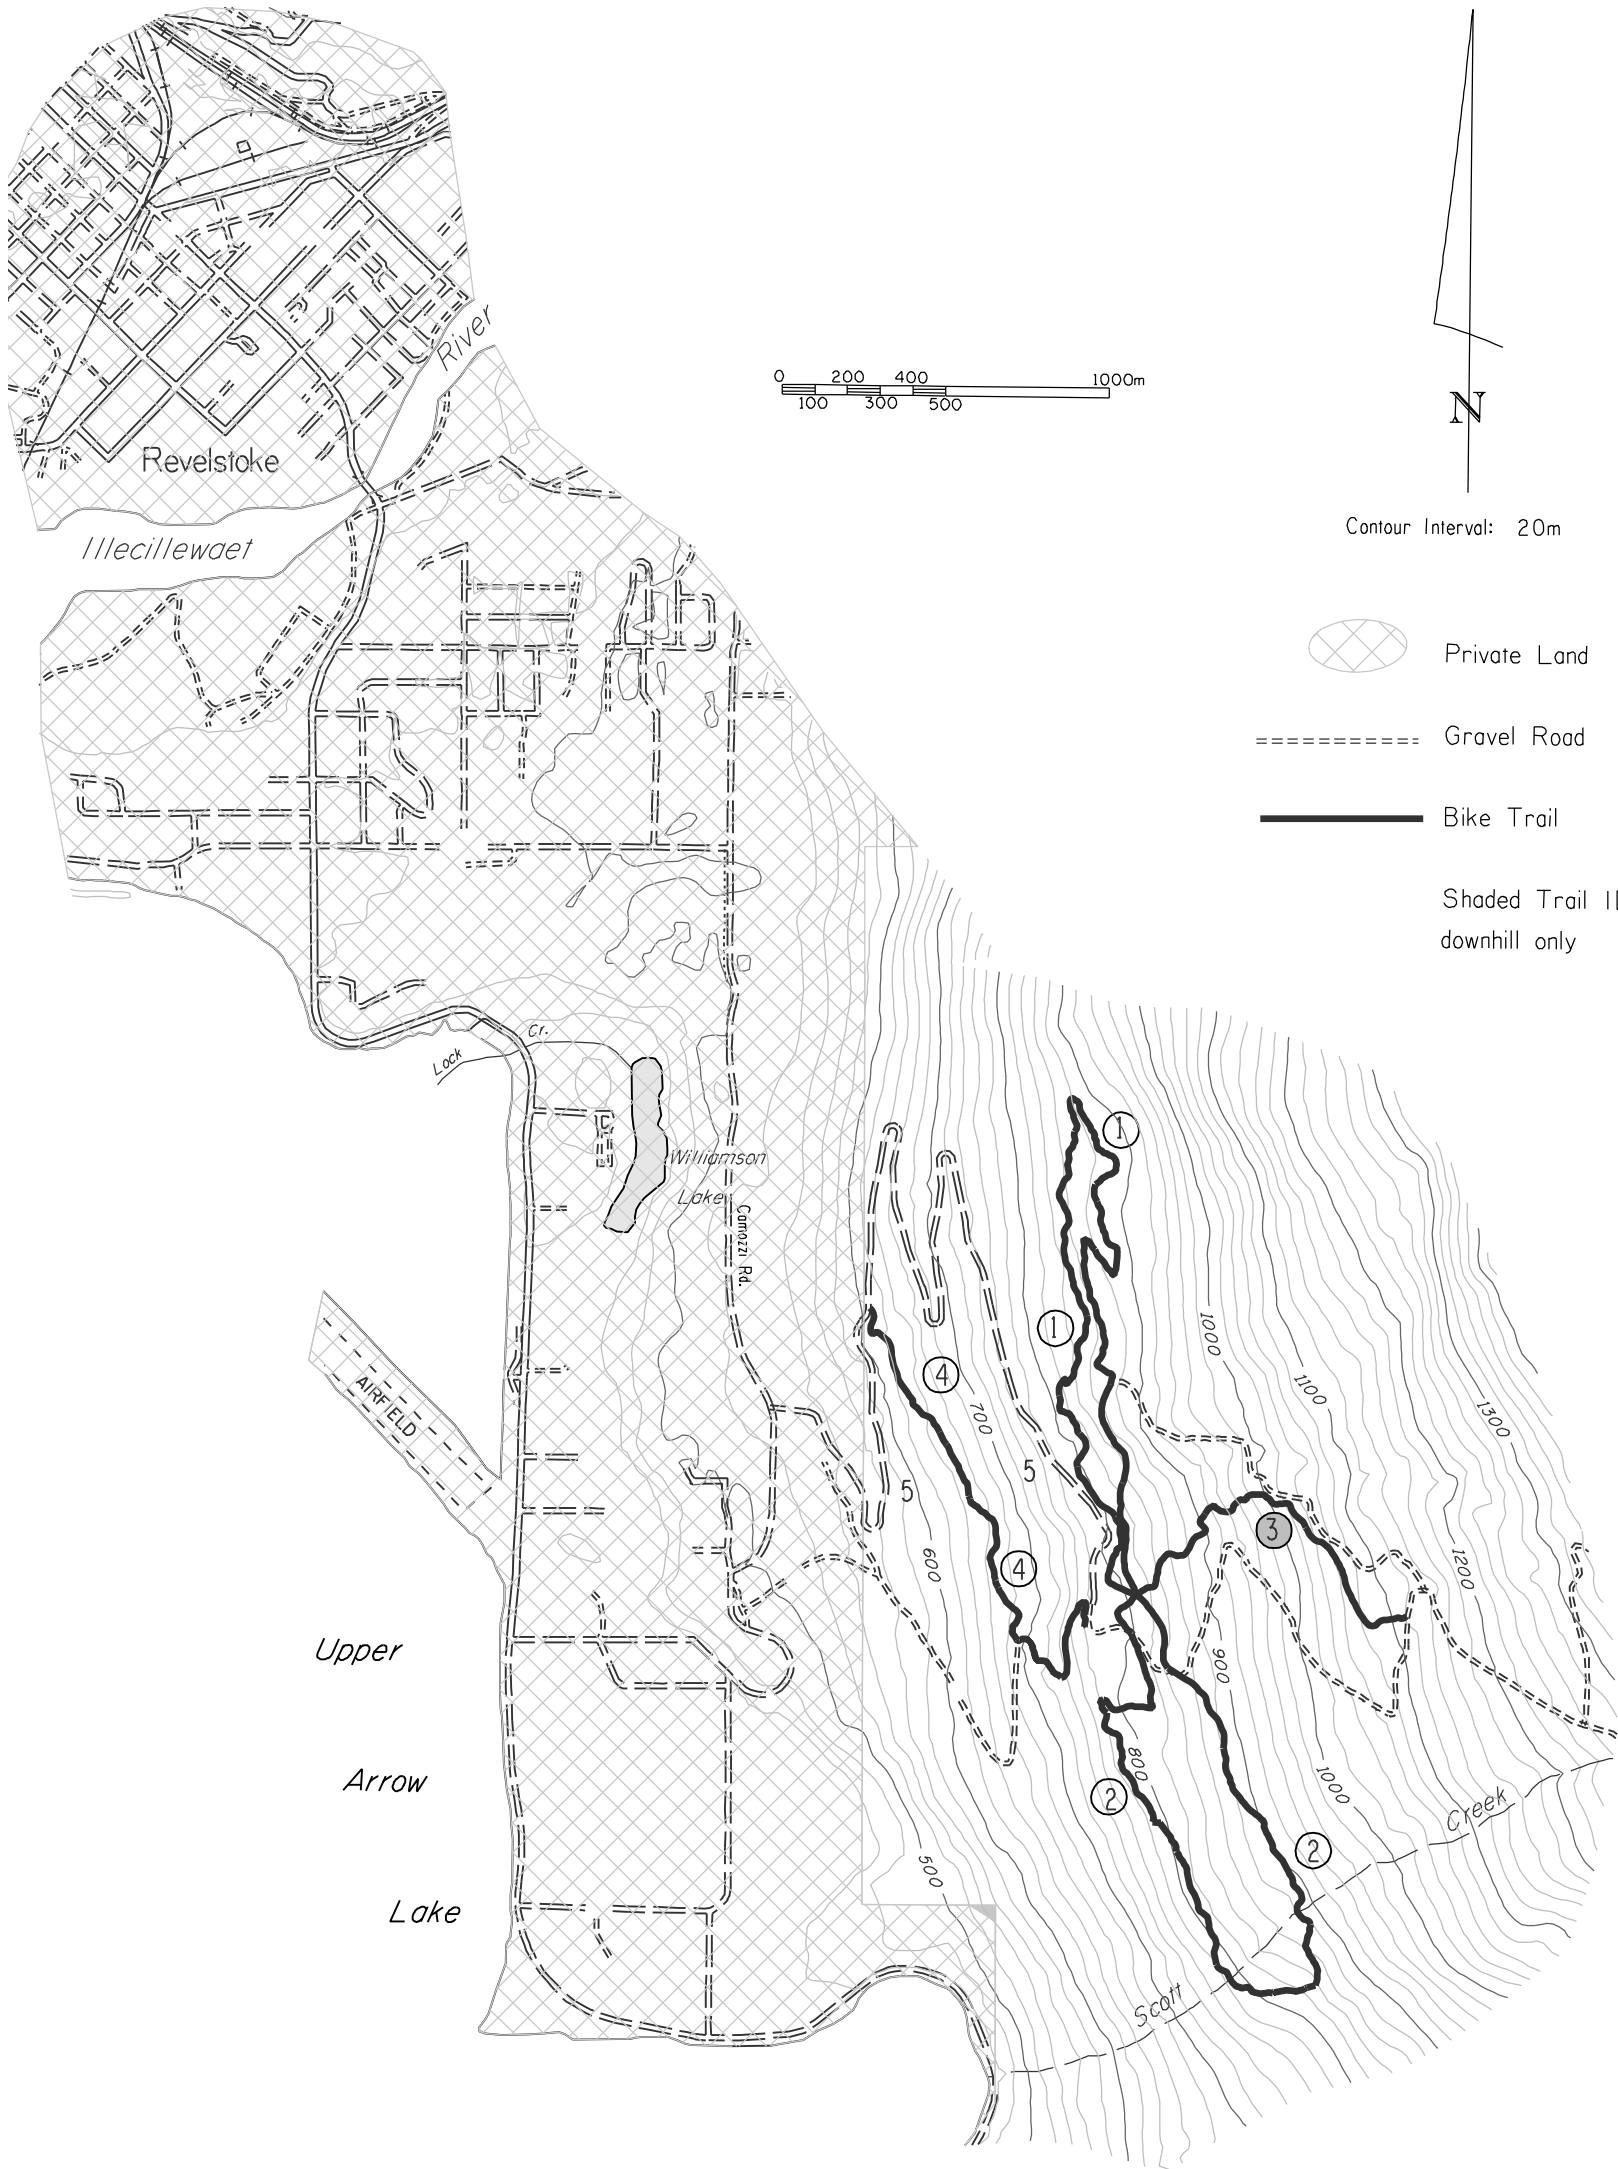 River
0 200 400 1000m
100 300 500
N
Revelstoke
Contour Interval: 20m
Illecillewaet
Private Land
Gravel Road
Bike Trail
Shaded Trail
downhill only
Lock Cr.
1
Williamson
Lake
Camozzi Rd.
1000
1
4
1100
AIRFIELD
700
1300
5
5
3
600
4
1200
Upper
900
800
1000
Arrow
2
Creek
2
500
Lake
Scott